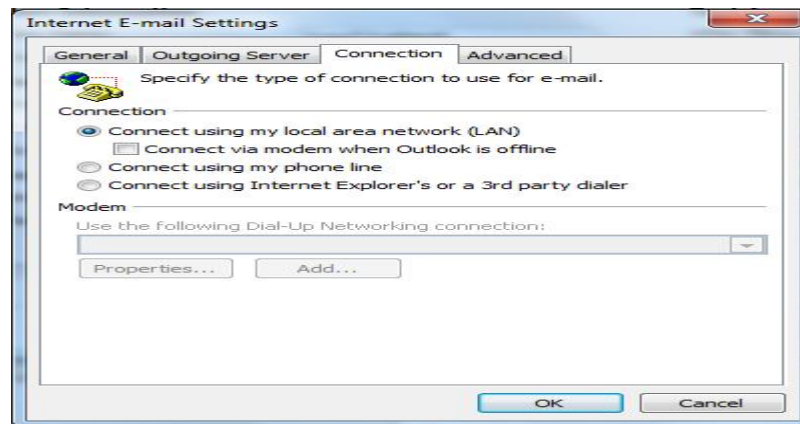 Internet E-mail Settings
General Outgoing Server Connection Advanced
Specify the type of connection to use for e-mail.
Connection
Connect using my local area network (LAN)
Connect via modem when Outlook is offline
Connect using my phone line
Connect using Internet Explorer's or a 3rd party dialer
Modem
Use the following Dial-Up Networking connection:
Properties... Add...
OK Cancel